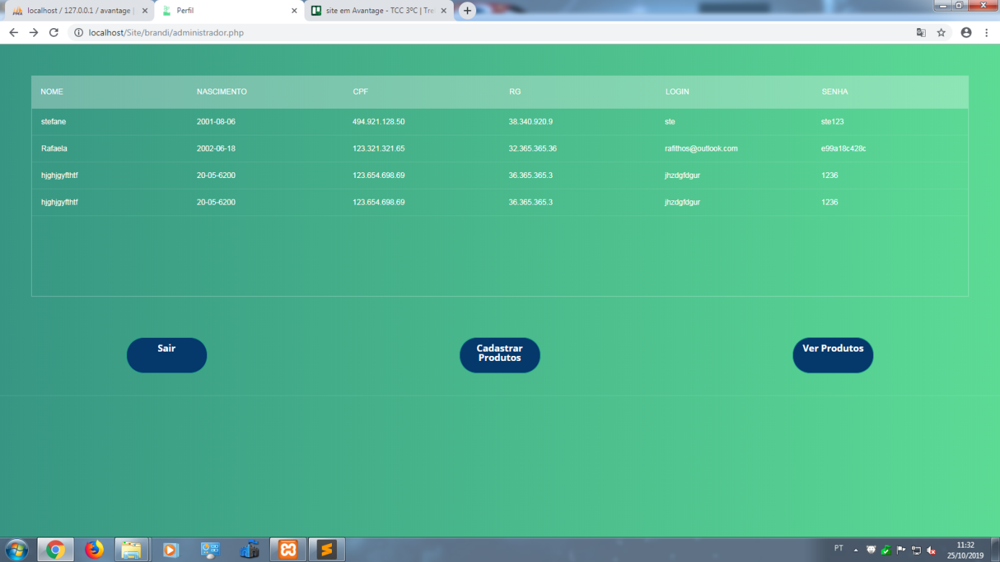 localhost / 127.0.0.1 / avantage |
Perfil
site em Avantage - TCC 3ºC | Trel
localhost/Site/brandi/administrador.php
NOME NASCIMENTO CPF RG LOGIN SENHA
stefane 2001-08-06 494.921.128.50 38.340.920.9 ste ste123
Rafaela 2002-06-18 123.321.321.65 32.365.365.36 rafithos@outlook.com e99a18c428c
hjghjgyfthtf 20-05-6200 123.654.698.69 36.365.365.3 jhzdgfdgur 1236
hjghjgyfthtf 20-05-6200 123.654.698.69 36.365.365.3 jhzdgfdgur 1236
Sair
Cadastrar
Produtos
Ver Produtos
PT
11:32
25/10/2019